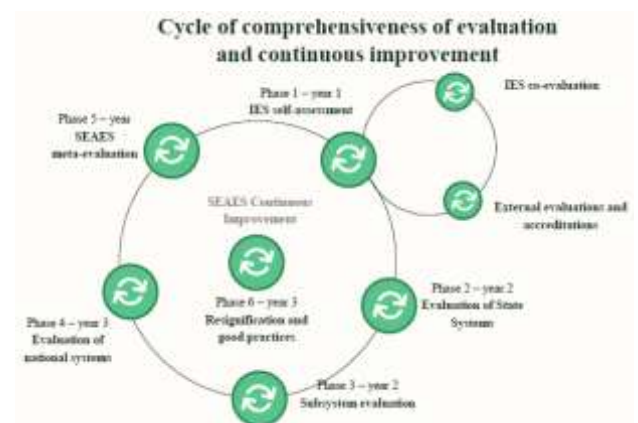 Cycle of comprehensiveness of evaluation
and continuous improvement
Phase 1 – year 1
IES self-assessment
IES co-evaluation
External evaluations and
accreditations
Phase 2 – year 2
Evaluation of State
Systems
Phase 3 – year 2
Subsystem evaluation
Phase 4 – year 3
Evaluation of
national systems
Phase 5 – year
SEAES
meta-evaluation
SEAES Continuous
Improvement
Phase 6 – year 3
Resignification and
good practices